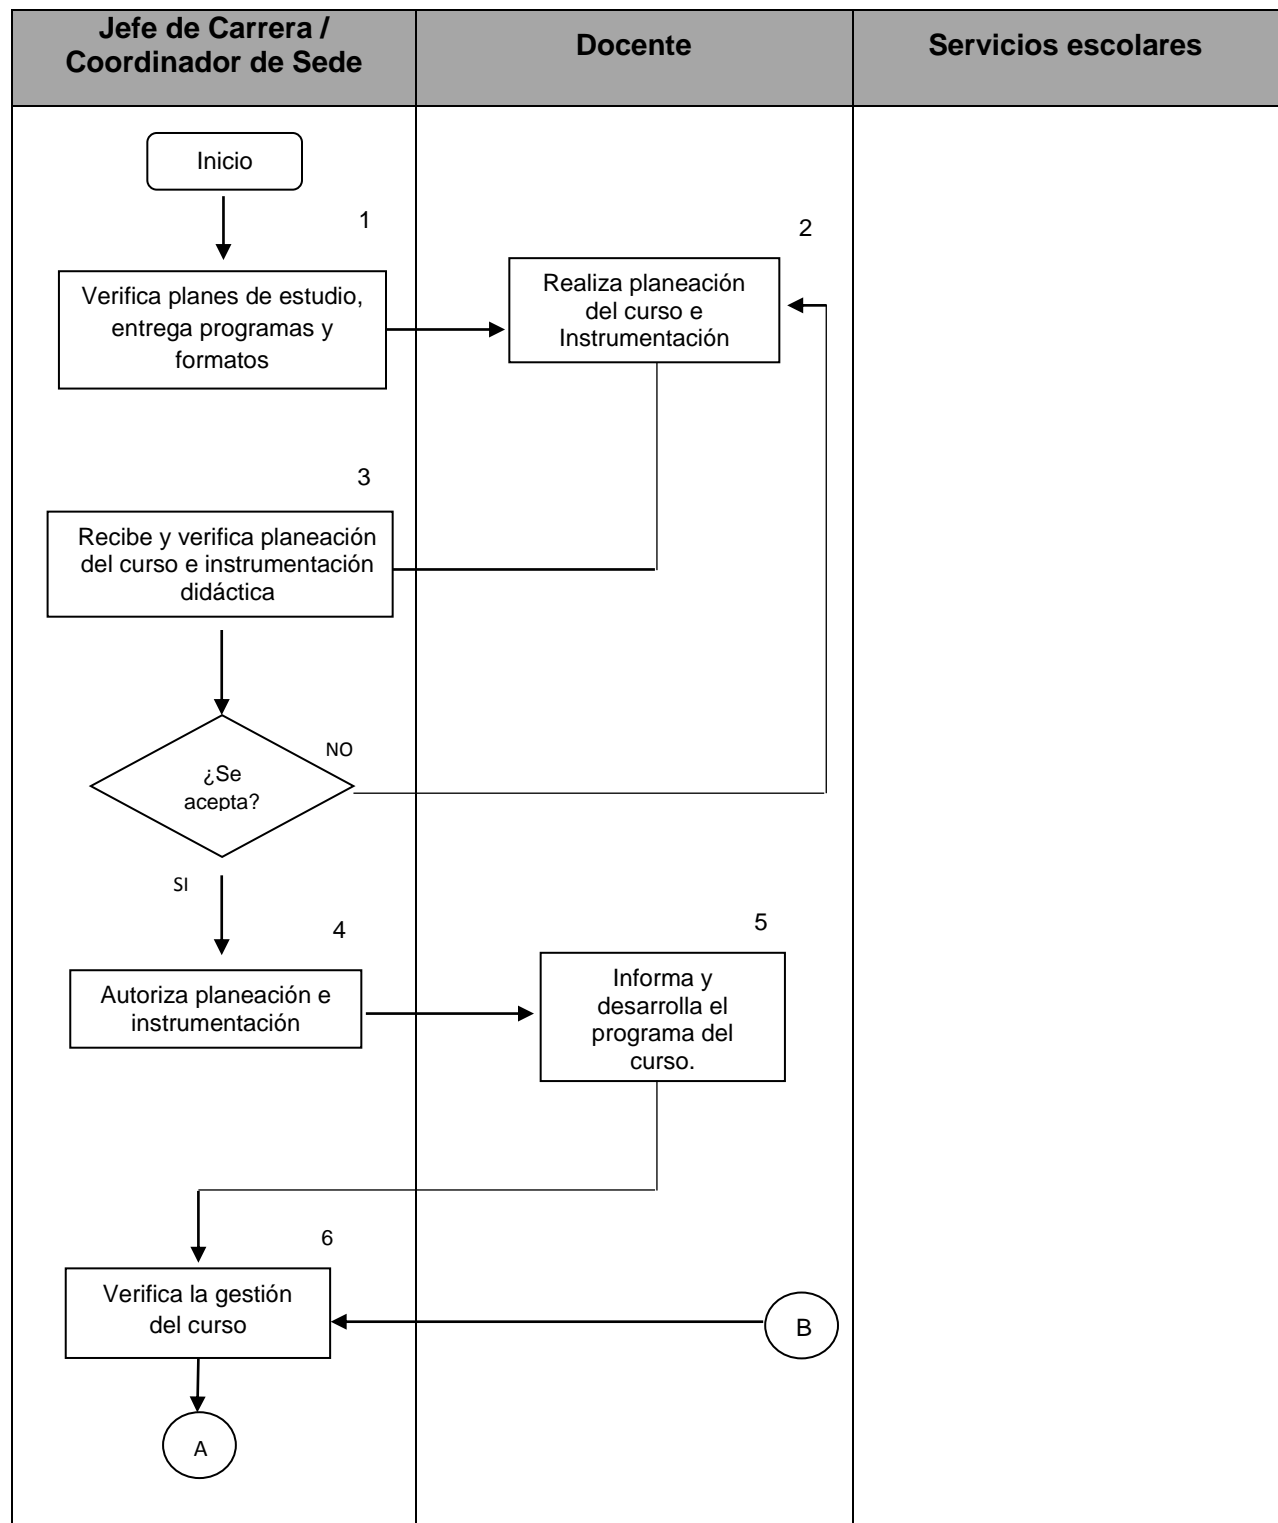 Jefe de Carrera /
Coordinador de Sede
Docente
Servicios escolares
Inicio
1
Verifica planes de estudio,
entrega programas y
formatos
2
Realiza planeación
del curso e
Instrumentación
3
Recibe y verifica planeación
del curso e instrumentación
didáctica
¿Se
acepta?
NO
SI
4
Autoriza planeación e
instrumentación
5
Informa y
desarrolla el
programa del
curso.
6
Verifica la gestión
del curso
B
A